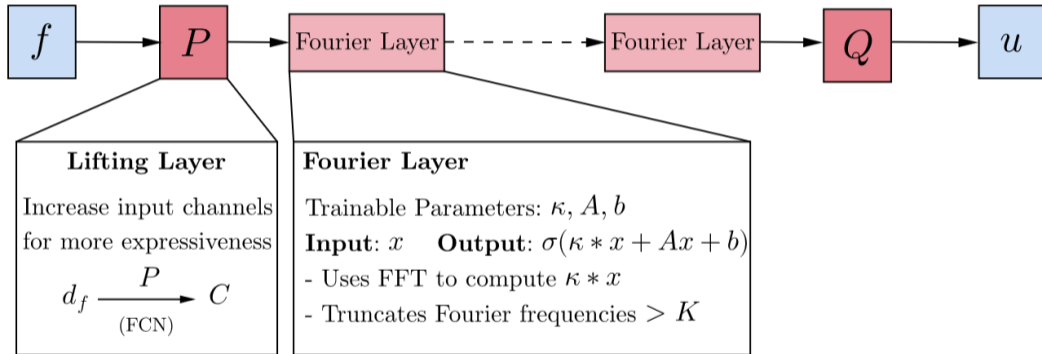 f P Fourier Layer Fourier Layer Q u
Lifting Layer
Increase input channels
for more expressiveness
P
d_f C
(FCN)
Fourier Layer
Trainable Parameters: κ, A, b
Input: x Output: σ(κ * x + Ax + b)
- Uses FFT to compute κ * x
- Truncates Fourier frequencies > K